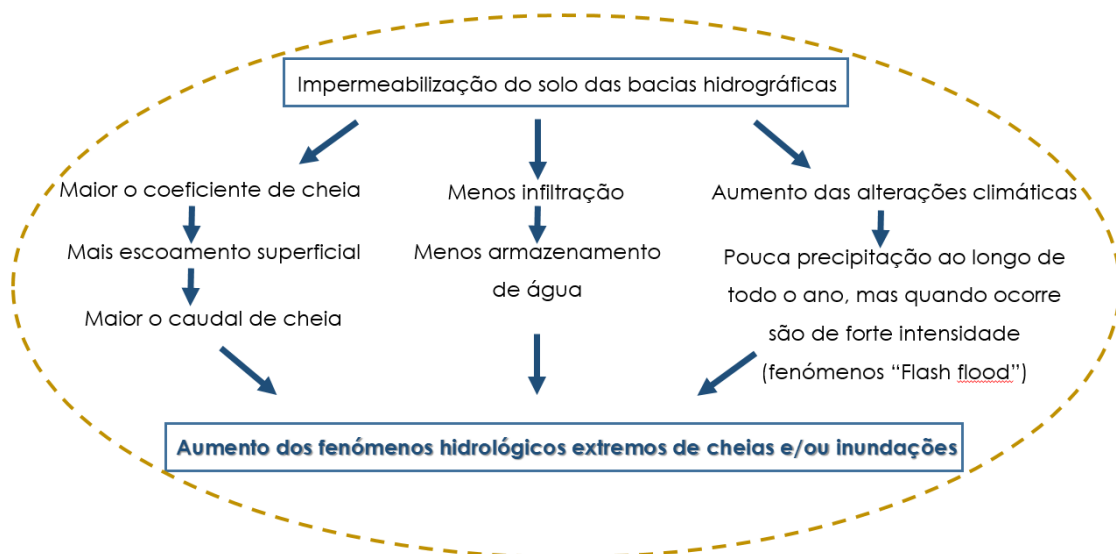 Impermeabilização do solo das bacias hidrográficas
Maior o coeficiente de cheia
Mais escoamento superficial
Maior o caudal de cheia
Menos infiltração
Menos armazenamento
de água
Aumento das alterações climáticas
Pouca precipitação ao longo de
todo o ano, mas quando ocorre
são de forte intensidade
(fenómenos “Flash flood”)
Aumento dos fenómenos hidrológicos extremos de cheias e/ou inundações